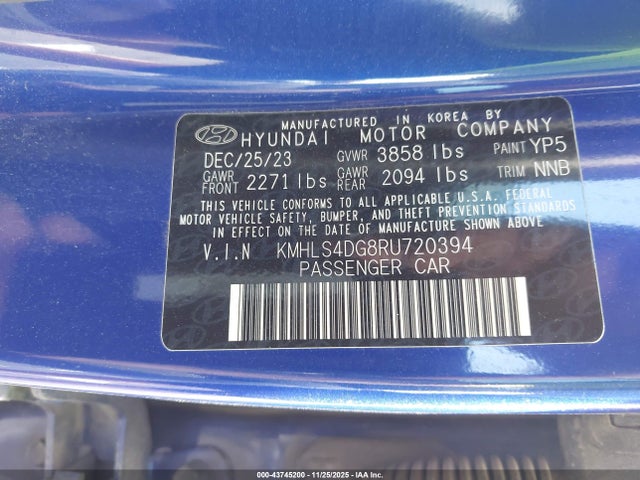 MANUFACTURED IN KOREA BY
HYUNDAI MOTOR COMPANY
DEC/25/23 GVWR 3858 lbs PAINT YP5
GAWR FRONT 2271 lbs GAWR REAR 2094 lbs TRIM NNB
THIS VEHICLE CONFORMS TO ALL APPLICABLE U.S.A. FEDERAL
MOTOR VEHICLE SAFETY, BUMPER, AND THEFT PREVENTION STANDARDS
IN EFFECT ON THE DATE OF MANUFACTURE SHOWN ABOVE.
V.I.N KMHLS4DG8RU720394
PASSENGER CAR
000-43745200 - 11/25/2025 - IAAI.COM